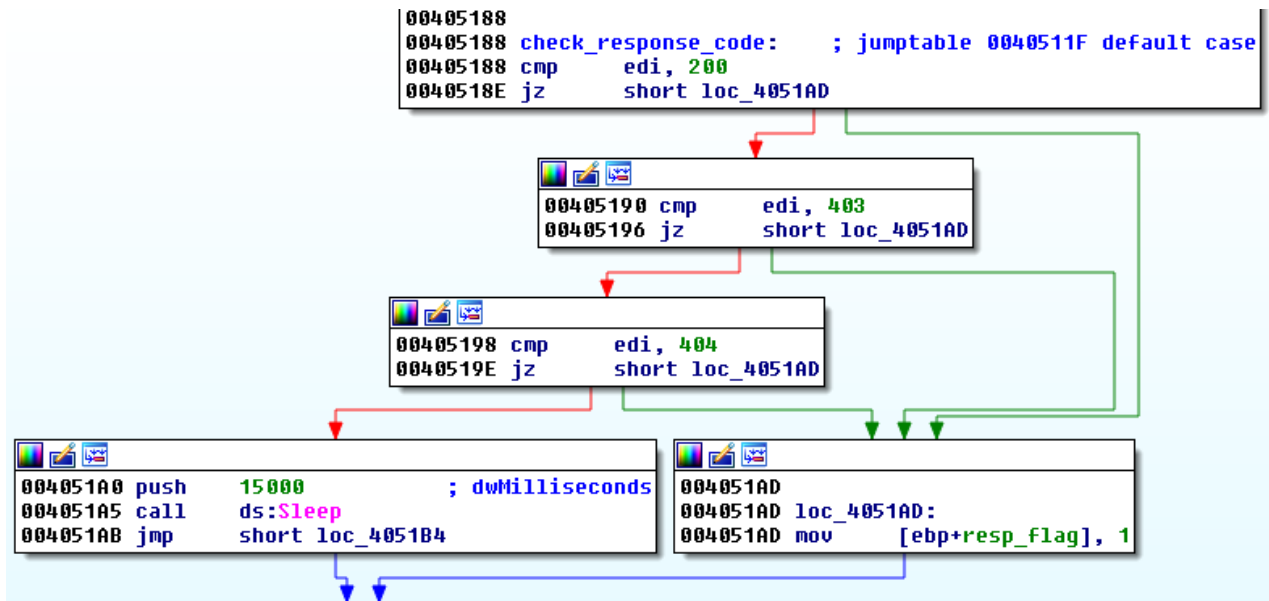 00405188
00405188 check_response_code:    ; jumptable 0040511F default case
00405188 cmp     edi, 200
0040518E jz      short loc_4051AD
00405190 cmp     edi, 403
00405196 jz      short loc_4051AD
00405198 cmp     edi, 404
0040519E jz      short loc_4051AD
004051A0 push    15000           ; dwMilliseconds
004051A5 call    ds:Sleep
004051AB jmp     short loc_4051B4
004051AD
004051AD loc_4051AD:
004051AD mov     [ebp+resp_flag], 1